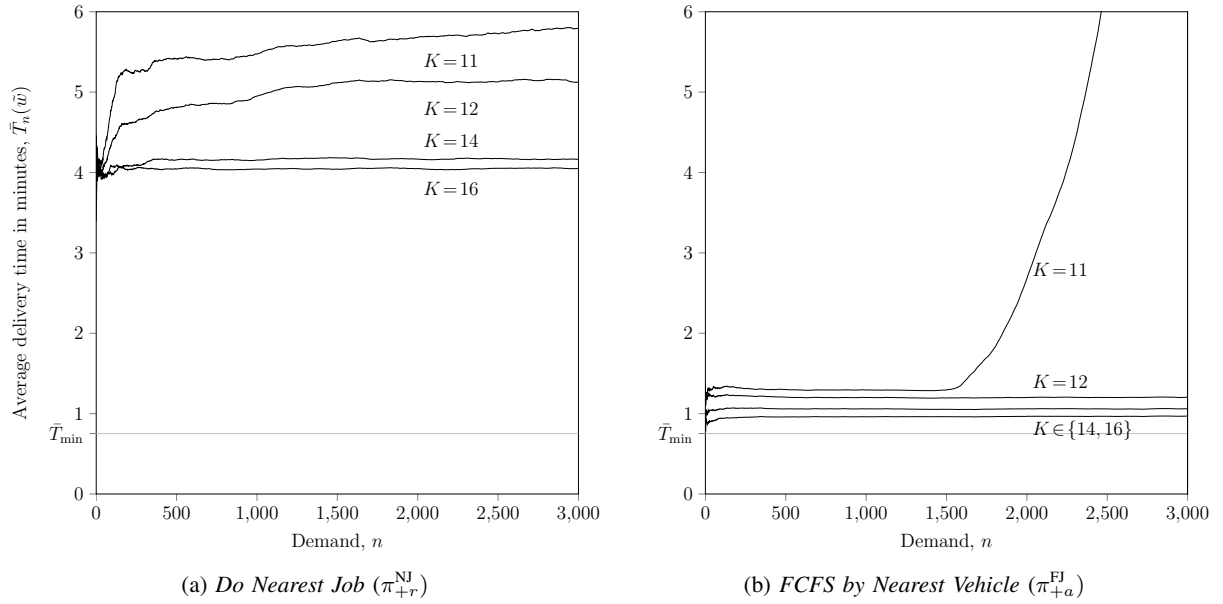 Average delivery time in minutes, T̄ₙ(w̃)
6
5
4
3
2
1
T̄min
0
K=11
K=12
K=14
K=16
0 500 1,000 1,500 2,000 2,500 3,000
Demand, n
(a) Do Nearest Job (π^NJ_+r)
6
5
4
3
2
1
T̄min
0
K=11
K=12
K∈{14,16}
0 500 1,000 1,500 2,000 2,500 3,000
Demand, n
(b) FCFS by Nearest Vehicle (π^FJ_+a)